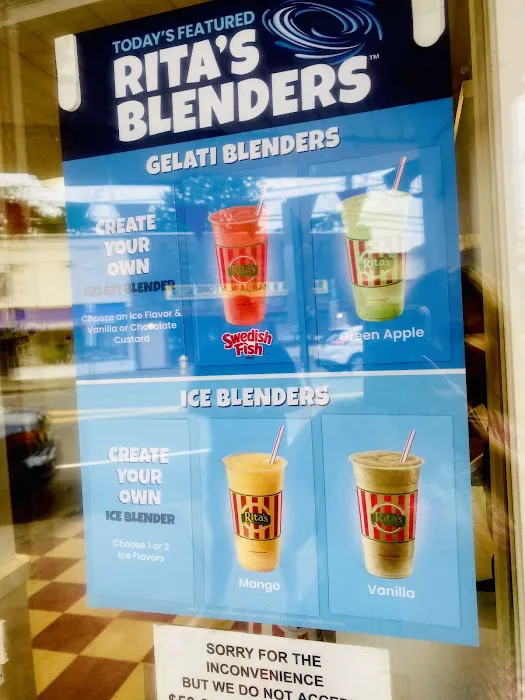 TODAY'S FEATURED
RITA'S
BLENDERS™
GELATI BLENDERS
CREATE
YOUR
OWN
GELATI BLENDER
Choose an Ice Flavor &
Vanilla or Chocolate
Custard
Rita's
Swedish
Fish
Rita's
Green Apple
ICE BLENDERS
CREATE
YOUR
OWN
ICE BLENDER
Choose 1 or 2
Ice Flavors
Rita's
Mango
Rita's
Vanilla
SORRY FOR THE
INCONVENIENCE
BUT WE DO NOT ACCEPT